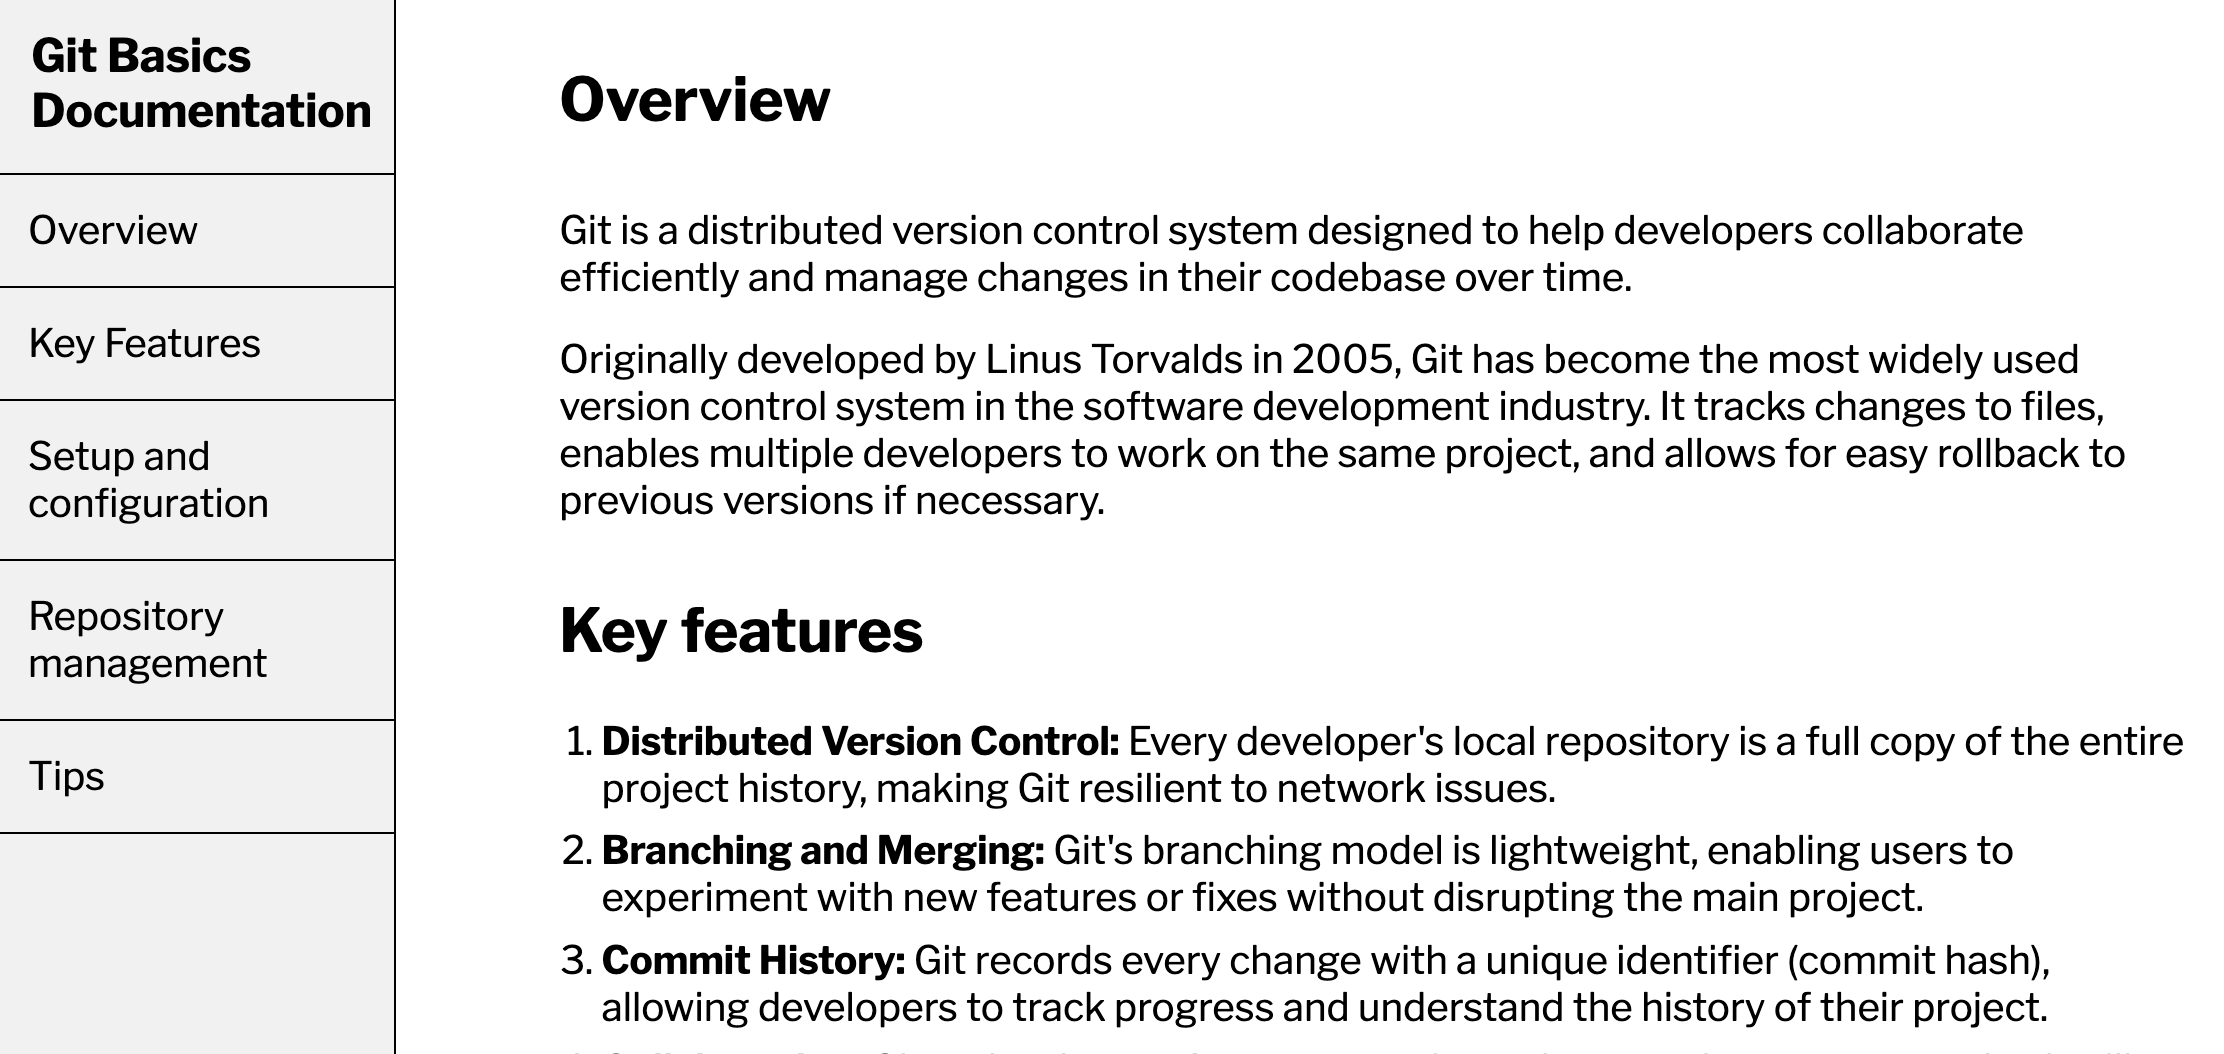 Git Basics
Documentation
Overview
Key Features
Setup and
configuration
Repository
management
Tips
Overview
Git is a distributed version control system designed to help developers collaborate
efficiently and manage changes in their codebase over time.
Originally developed by Linus Torvalds in 2005, Git has become the most widely used
version control system in the software development industry. It tracks changes to files,
enables multiple developers to work on the same project, and allows for easy rollback to
previous versions if necessary.
Key features
1. Distributed Version Control: Every developer's local repository is a full copy of the entire
project history, making Git resilient to network issues.
2. Branching and Merging: Git's branching model is lightweight, enabling users to
experiment with new features or fixes without disrupting the main project.
3. Commit History: Git records every change with a unique identifier (commit hash),
allowing developers to track progress and understand the history of their project.